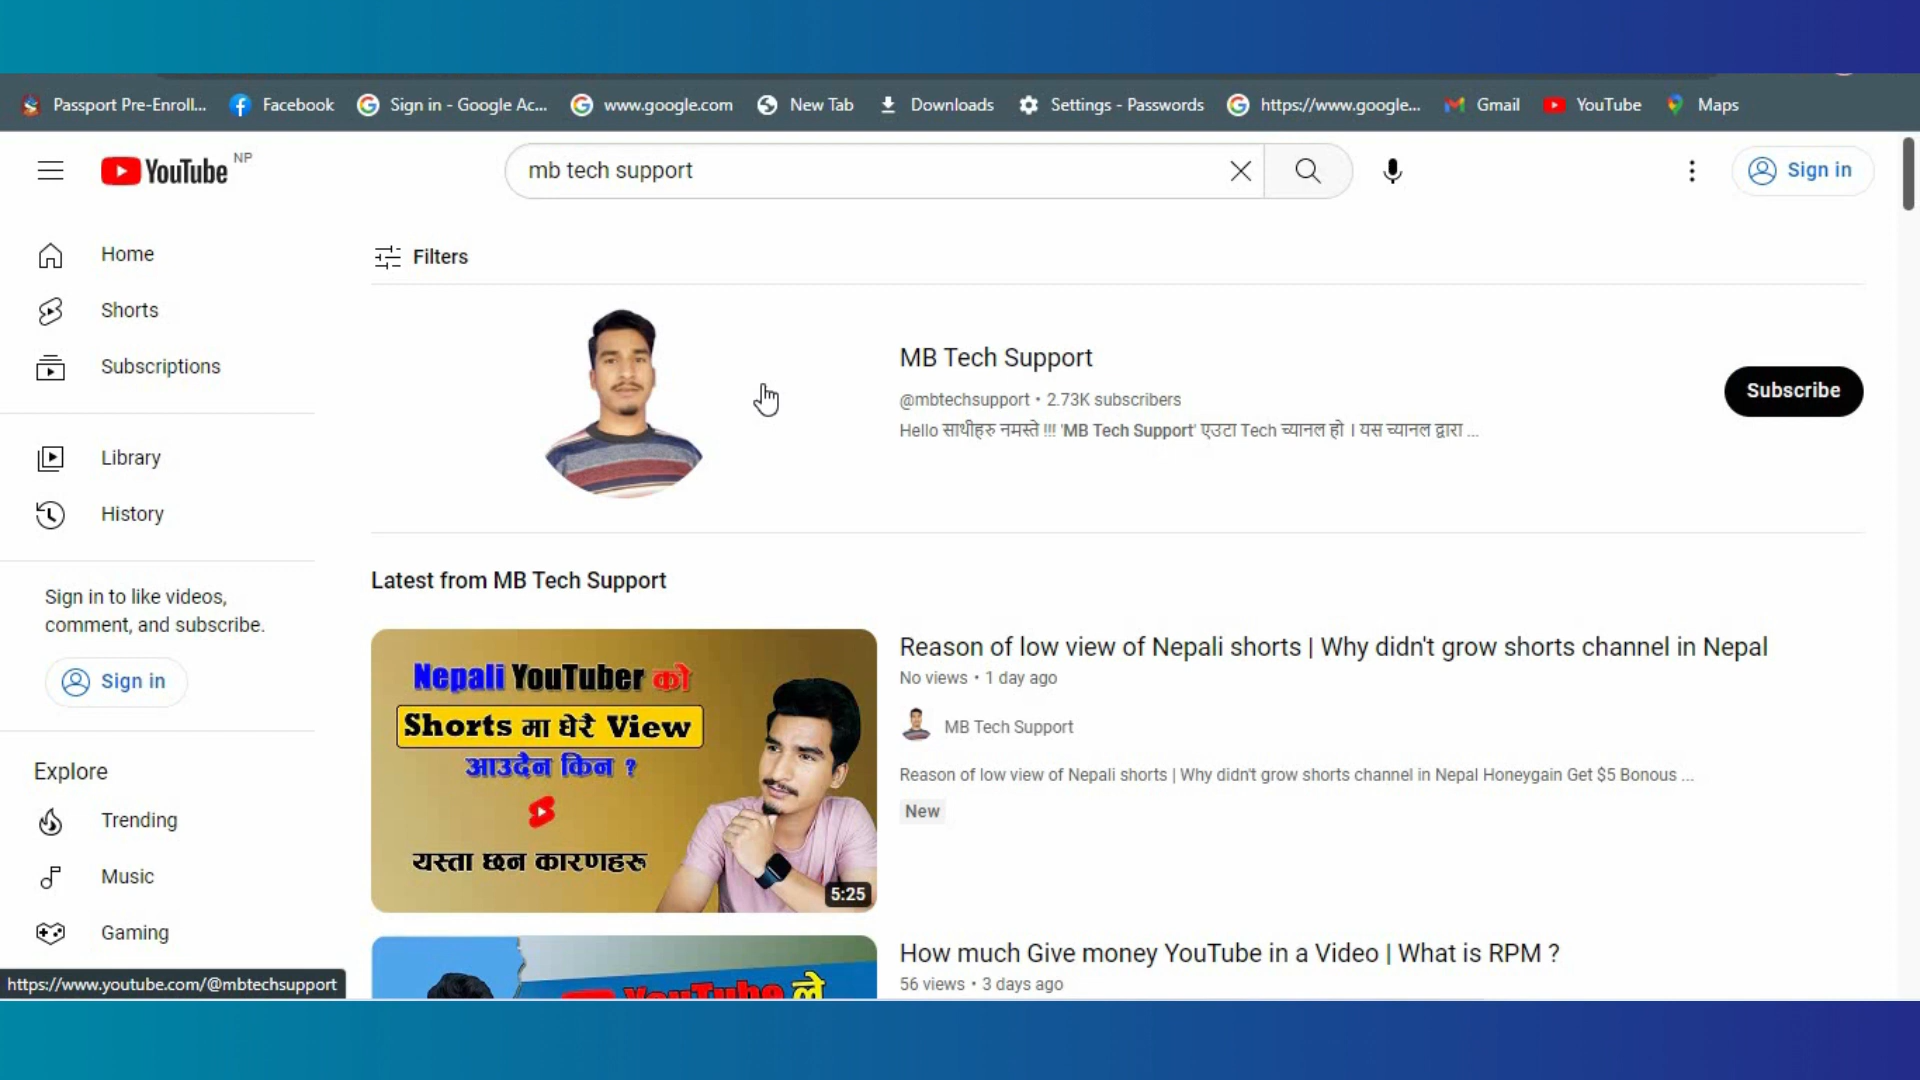 Passport Pre-Enroll...
Facebook
Sign in - Google Ac...
www.google.com
New Tab
Downloads
Settings - Passwords
https://www.google...
Gmail
YouTube
Maps
YouTube NP
mb tech support
Sign in
Home
Shorts
Subscriptions
Library
History
Sign in to like videos,
comment, and subscribe.
Sign in
Explore
Trending
Music
Gaming
https://www.youtube.com/@mbtechsupport
Filters
MB Tech Support
@mbtechsupport • 2.73K subscribers
Hello साथीहरु नमस्ते !!! 'MB Tech Support' एउटा Tech च्यानल हो । यस च्यानल द्वारा ...
Subscribe
Latest from MB Tech Support
Nepali YouTuber को
Shorts मा धेरै View
आउदैन किन ?
यस्ता छन कारणहरू
5:25
Reason of low view of Nepali shorts | Why didn't grow shorts channel in Nepal
No views • 1 day ago
MB Tech Support
Reason of low view of Nepali shorts | Why didn't grow shorts channel in Nepal Honeygain Get $5 Bonous ...
New
YouTube ले
How much Give money YouTube in a Video | What is RPM ?
56 views • 3 days ago